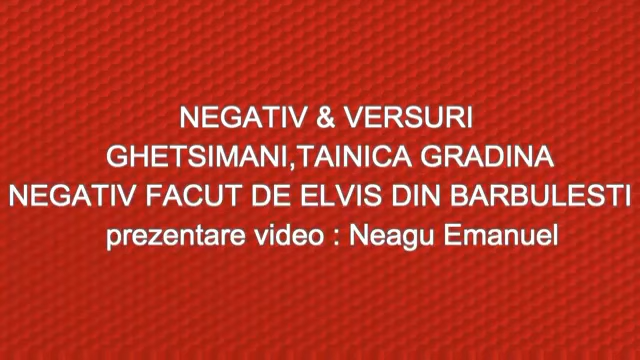 NEGATIV & VERSURI
GHETSIMANI,TAINICA GRADINA
NEGATIV FACUT DE ELVIS DIN BARBULESTI
prezentare video : Neagu Emanuel